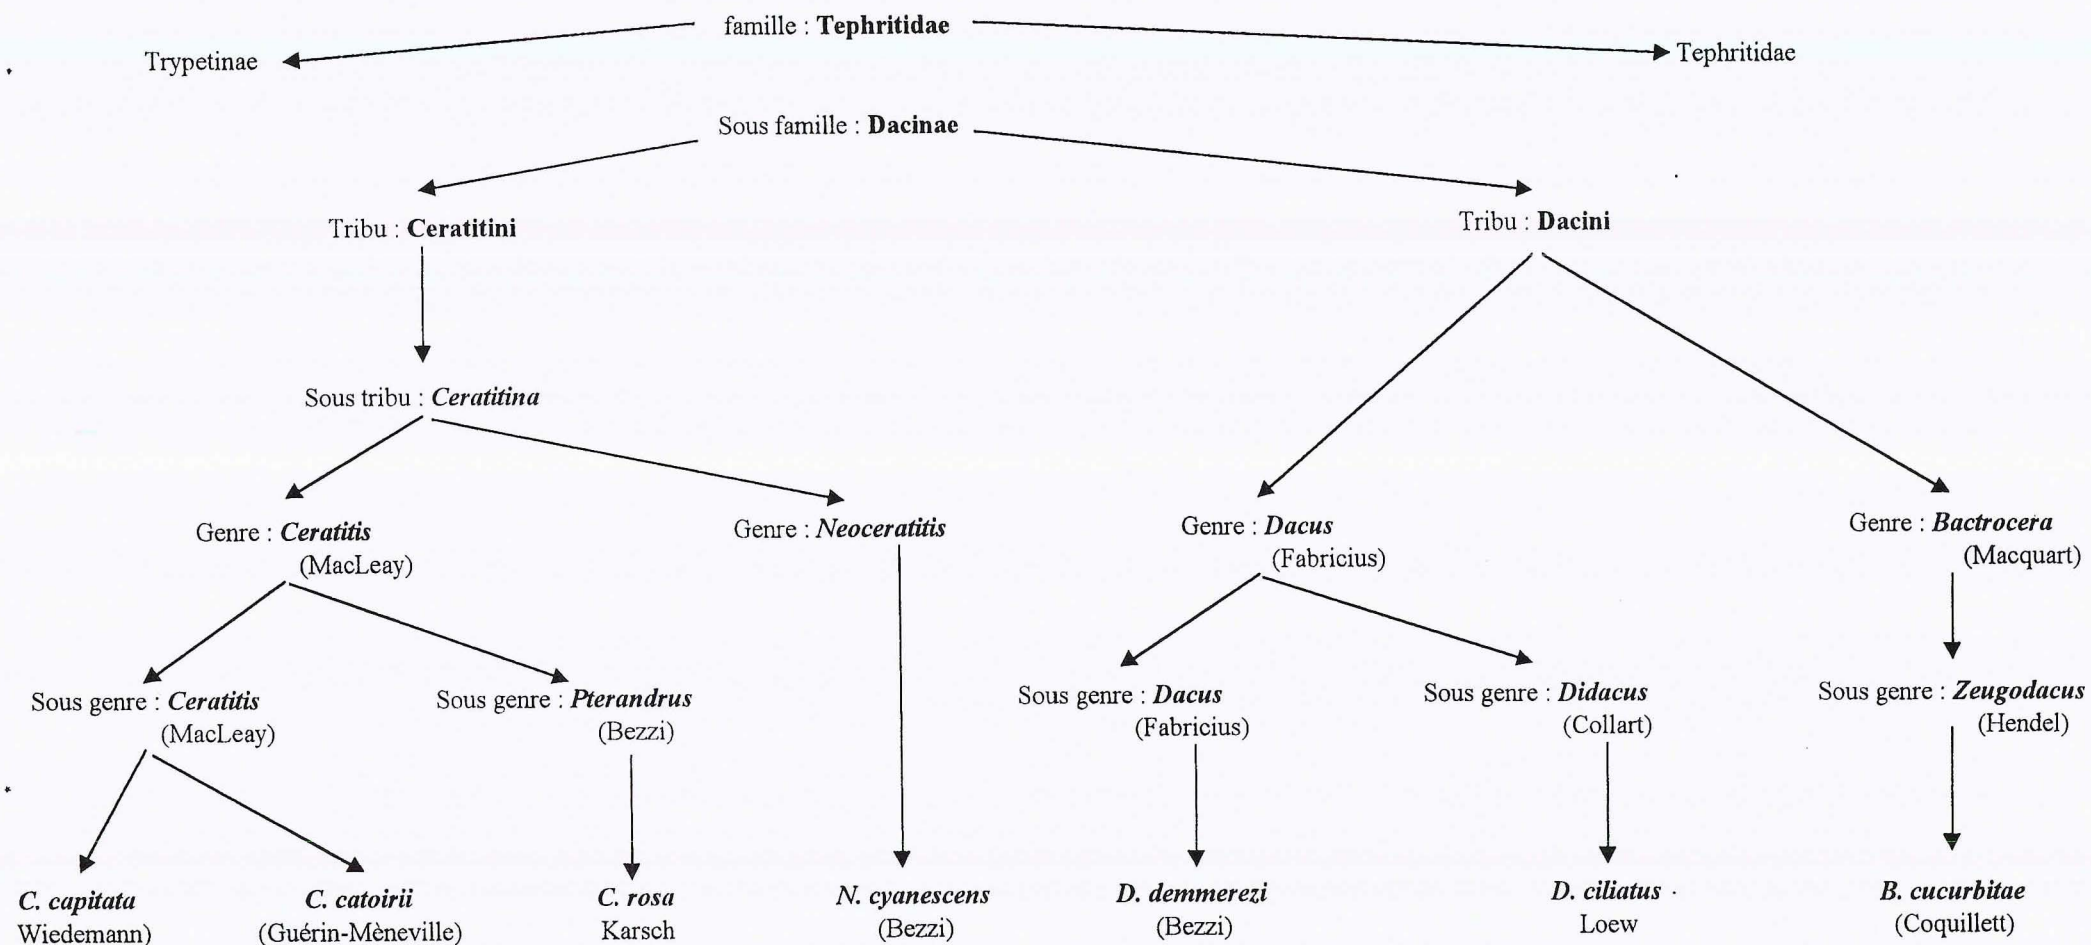 famille : Tephritidae
Trypetinae
Tephritidae
Sous famille : Dacinae
Tribu : Ceratitini
Tribu : Dacini
Sous tribu : Ceratitina
Genre : Ceratitis
(MacLeay)
Genre : Neoceratitis
Genre : Dacus
(Fabricius)
Genre : Bactrocera
(Macquart)
Sous genre : Ceratitis
(MacLeay)
Sous genre : Pterandrus
(Bezzi)
Sous genre : Dacus
(Fabricius)
Sous genre : Didacus
(Collart)
Sous genre : Zeugodacus
(Hendel)
C. capitata
Wiedemann)
C. catoirii
(Guérin-Mèneville)
C. rosa
Karsch
N. cyanescens
(Bezzi)
D. demmerezi
(Bezzi)
D. ciliatus
Loew
B. cucurbitae
(Coquillett)